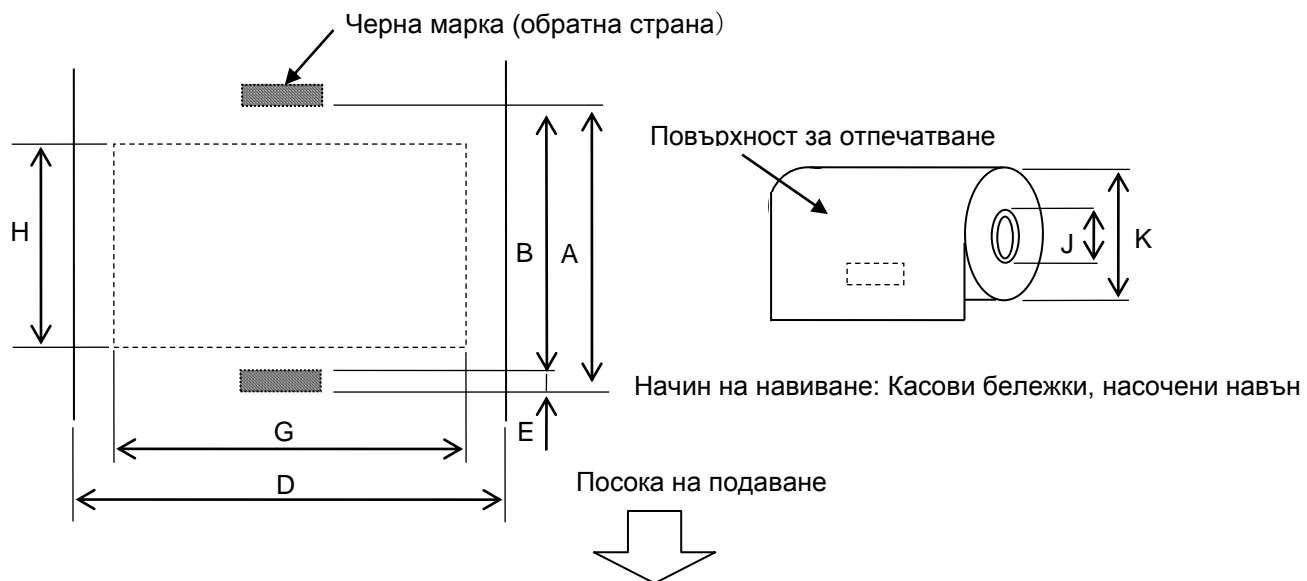 Черна марка (обратна страна)
Повърхност за отпечатване
H
B
A
J
K
Начин на навиване: Касови бележки, насочени навън
G
E
D
Посока на подаване